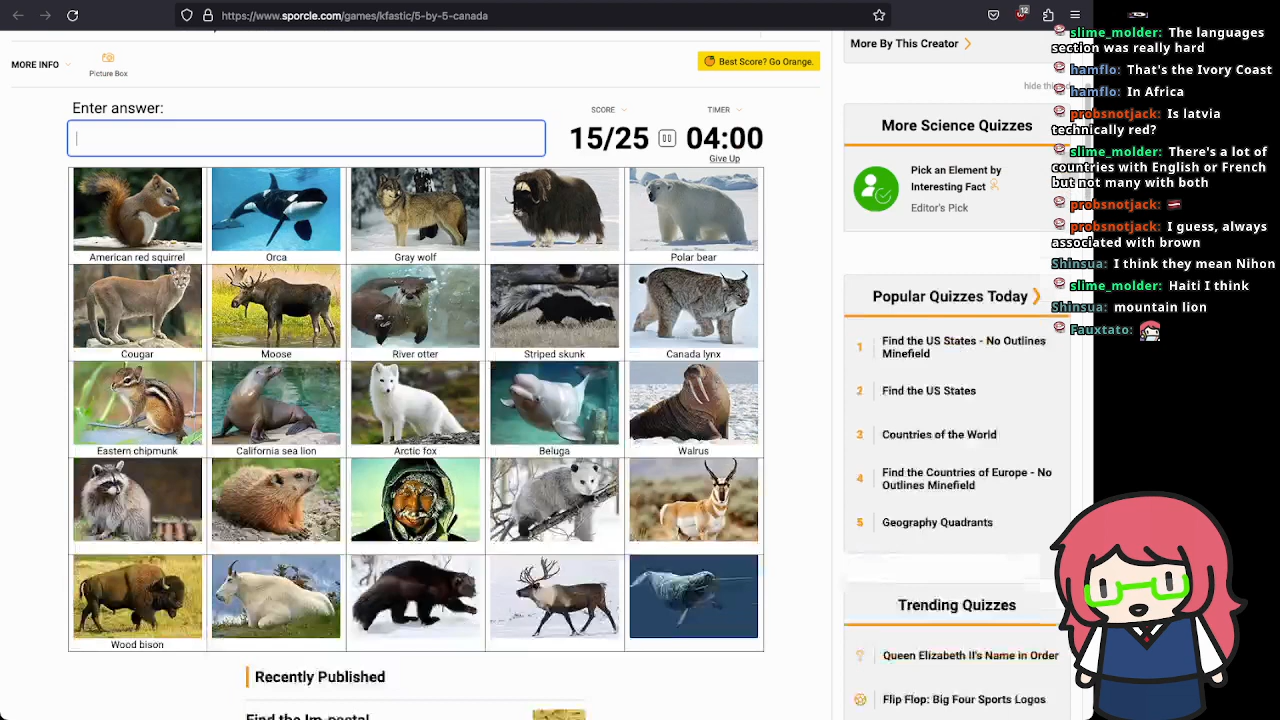 https://www.sporcle.com/games/kfastic/5-by-5-canada
12
MORE INFO
Picture Box
Best Score? Go Orange.
Enter answer:
SCORE
TIMER
15/25
04:00
Give Up
American red squirrel
Orca
Gray wolf
Polar bear
Cougar
Moose
River otter
Striped skunk
Canada lynx
Eastern chipmunk
California sea lion
Arctic fox
Beluga
Walrus
Wood bison
Recently Published
More By This Creator
More Science Quizzes
Pick an Element by
Interesting Fact
Editor's Pick
Popular Quizzes Today
1 Find the US States - No Outlines
Minefield
2 Find the US States
3 Countries of the World
4 Find the Countries of Europe - No
Outlines Minefield
5 Geography Quadrants
Trending Quizzes
Queen Elizabeth II's Name in Order
Flip Flop: Big Four Sports Logos
slime_molder: The languages
section was really hard
hamflo: That's the Ivory Coast
hamflo: In Africa
probsnotjack: Is latvia
technically red?
slime_molder: There's a lot of
countries with English or French
but not many with both
probsnotjack:
probsnotjack: I guess, always
associated with brown
Shinsua: I think they mean Nihon
slime_molder: Haiti I think
Shinsua: mountain lion
Fauxtato: